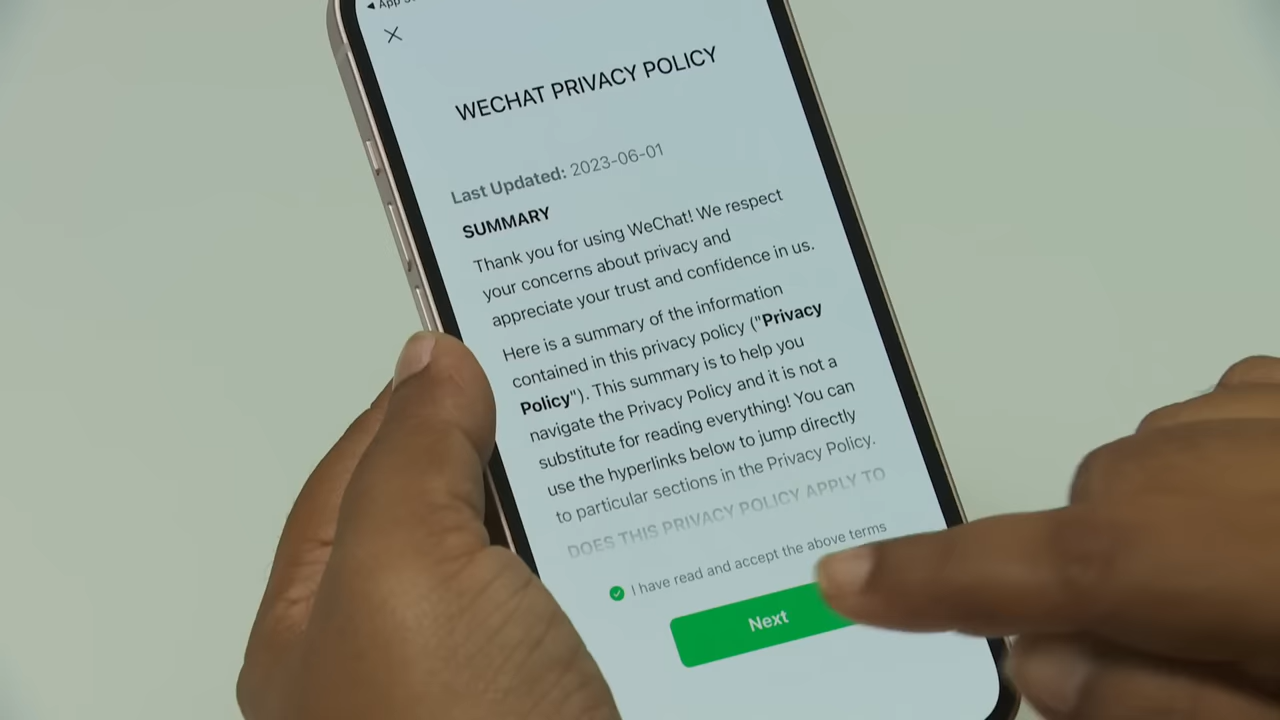 App
WECHAT PRIVACY POLICY
Last Updated: 2023-06-01
SUMMARY
Thank you for using WeChat! We respect
your concerns about privacy and
appreciate your trust and confidence in us.
Here is a summary of the information
contained in this privacy policy ("Privacy
Policy"). This summary is to help you
navigate the Privacy Policy and it is not a
substitute for reading everything! You can
use the hyperlinks below to jump directly
to particular sections in the Privacy Policy.
DOES THIS PRIVACY POLICY APPLY TO
I have read and accept the above terms
Next